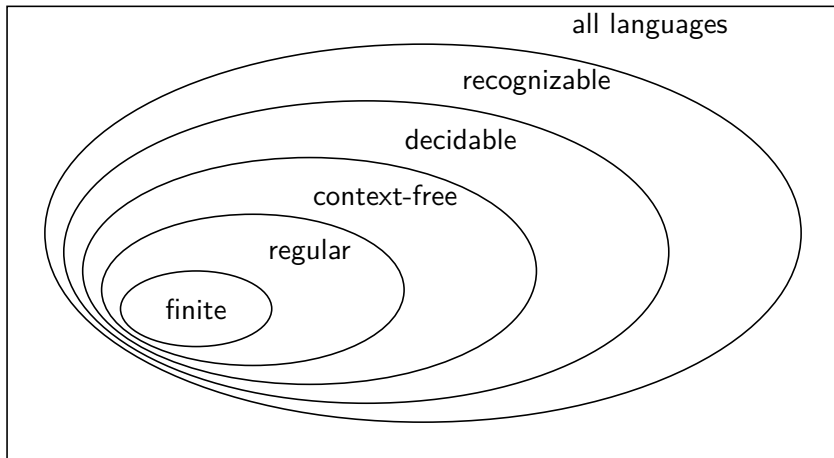 all languages
recognizable
decidable
context-free
regular
finite